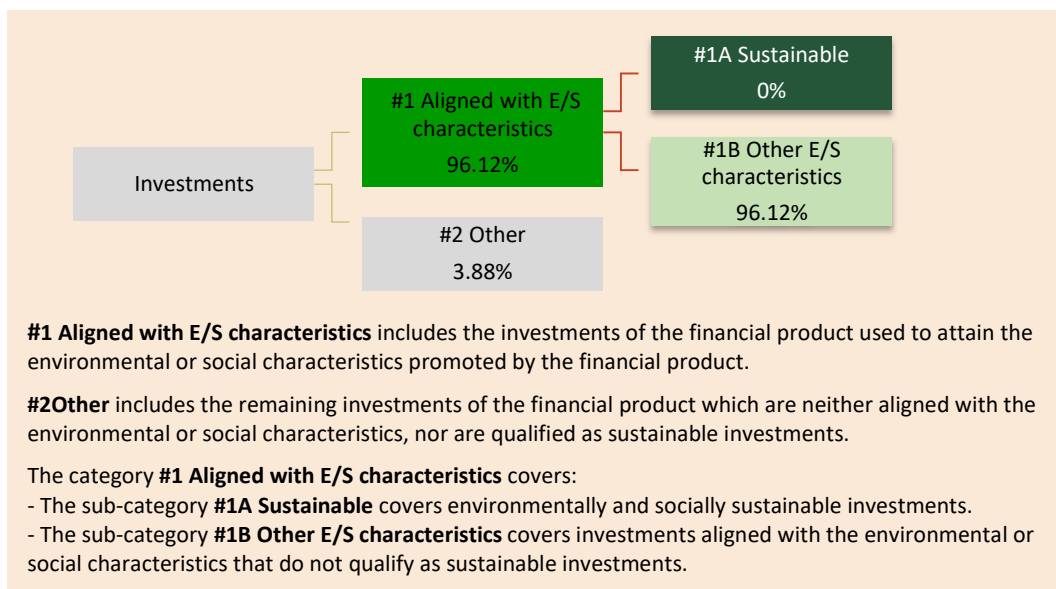 Investments
#1 Aligned with E/S
characteristics
96.12%
#2 Other
3.88%
#1A Sustainable
0%
#1B Other E/S
characteristics
96.12%
#1 Aligned with E/S characteristics includes the investments of the financial product used to attain the
environmental or social characteristics promoted by the financial product.
#2Other includes the remaining investments of the financial product which are neither aligned with the
environmental or social characteristics, nor are qualified as sustainable investments.
The category #1 Aligned with E/S characteristics covers:
- The sub-category #1A Sustainable covers environmentally and socially sustainable investments.
- The sub-category #1B Other E/S characteristics covers investments aligned with the environmental or
social characteristics that do not qualify as sustainable investments.